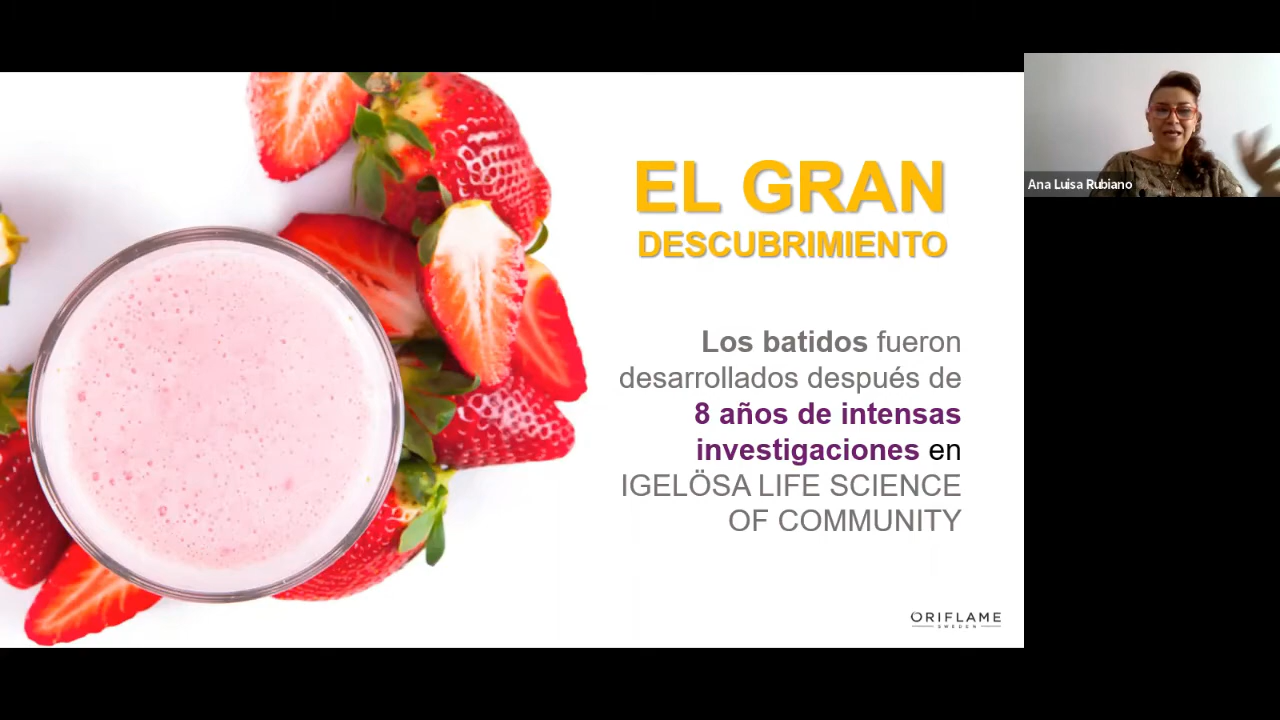 EL GRAN
DESCUBRIMIENTO
Los batidos fueron
desarrollados después de
8 años de intensas
investigaciones en
IGELÖSA LIFE SCIENCE
OF COMMUNITY
ORIFLAME
SWEDEN
Ana Luisa Rubiano